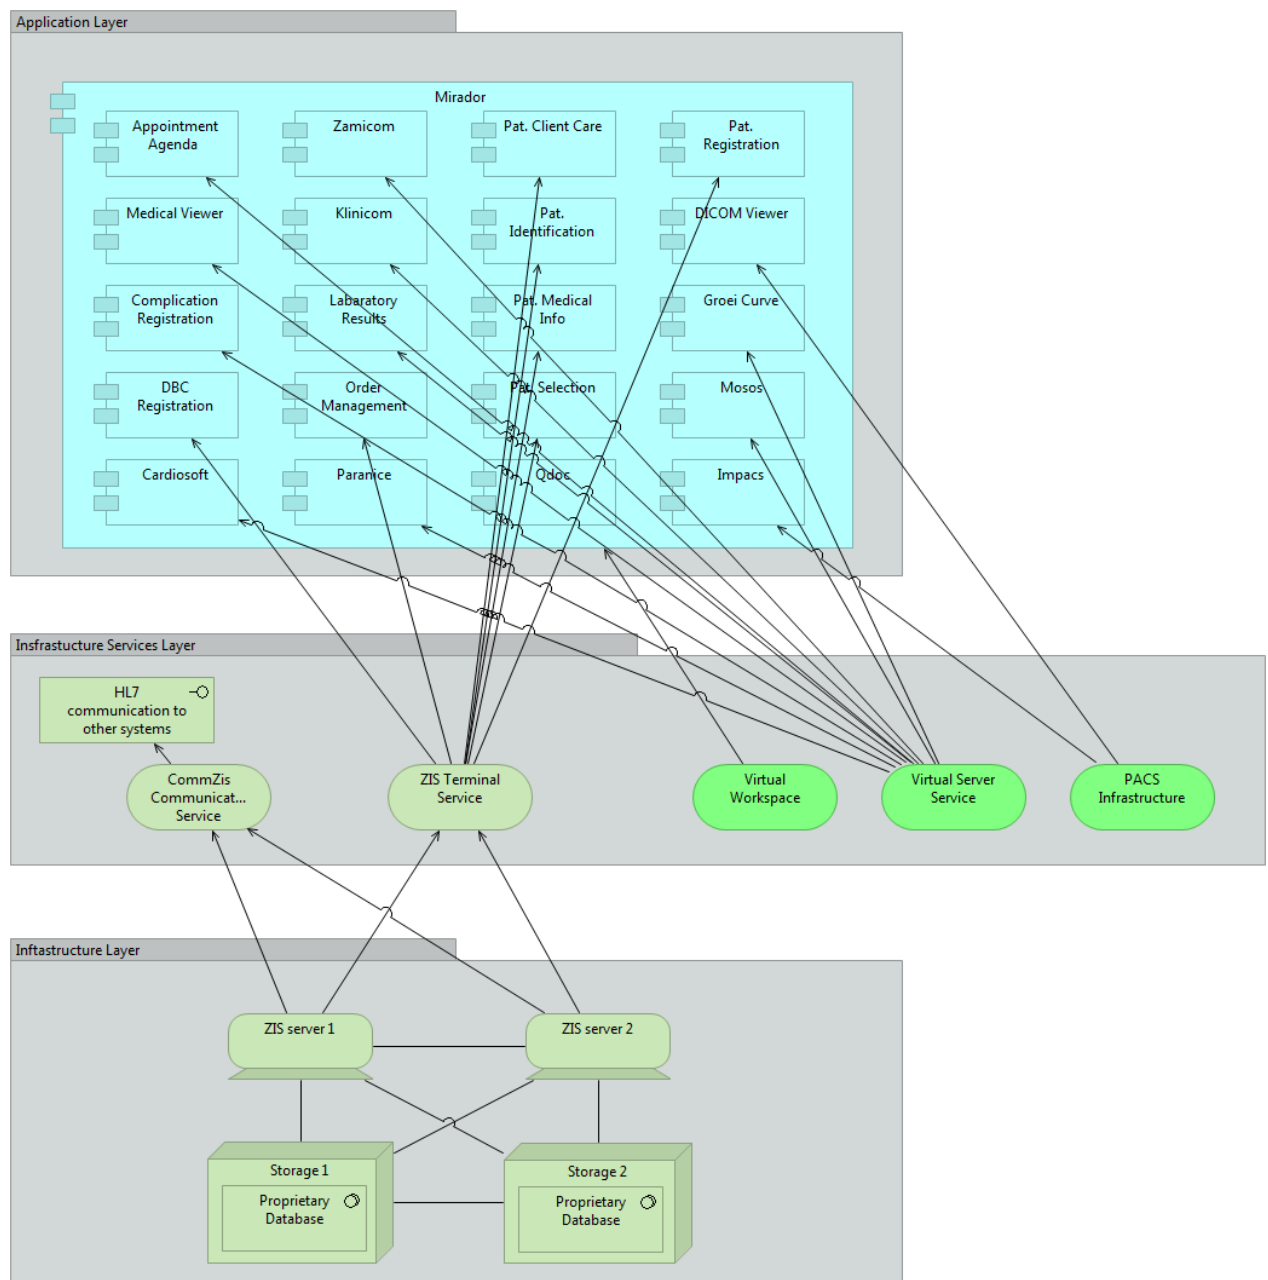 Application Layer
Mirador
Appointment
Agenda
Zamicom
Pat. Client Care
Pat.
Registration
Medical Viewer
Klinicom
Pat.
Identification
DICOM Viewer
Complication
Registration
Labaratory
Results
Pat. Medical
Info
Groei Curve
DBC
Registration
Order
Management
Pat. Selection
Mosos
Cardiosoft
Paranice
Qdoc
Impacs
Insfrastucture Services Layer
HL7
communication to
other systems
CommZis
Communicat...
Service
ZIS Terminal
Service
Virtual
Workspace
Virtual Server
Service
PACS
Infrastructure
Inftastructure Layer
ZIS server 1
ZIS server 2
Storage 1
Proprietary
Database
Storage 2
Proprietary
Database